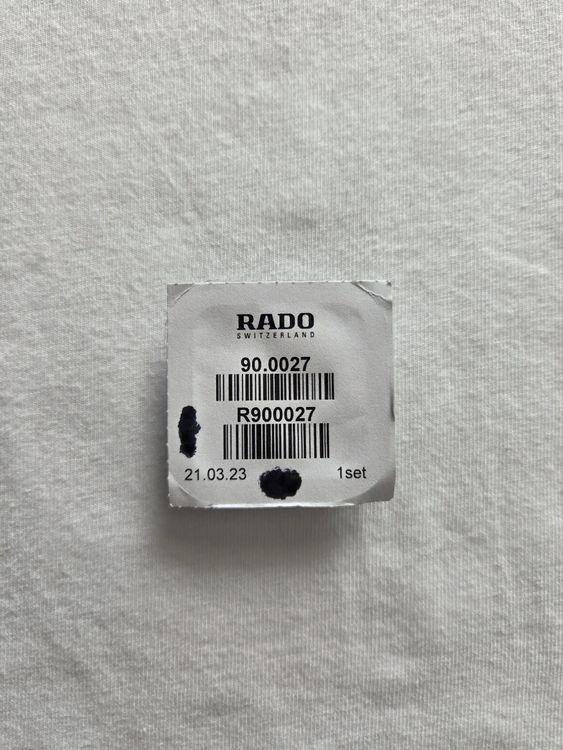 RADO
SWITZERLAND
90.0027
R900027
21.03.23 1set